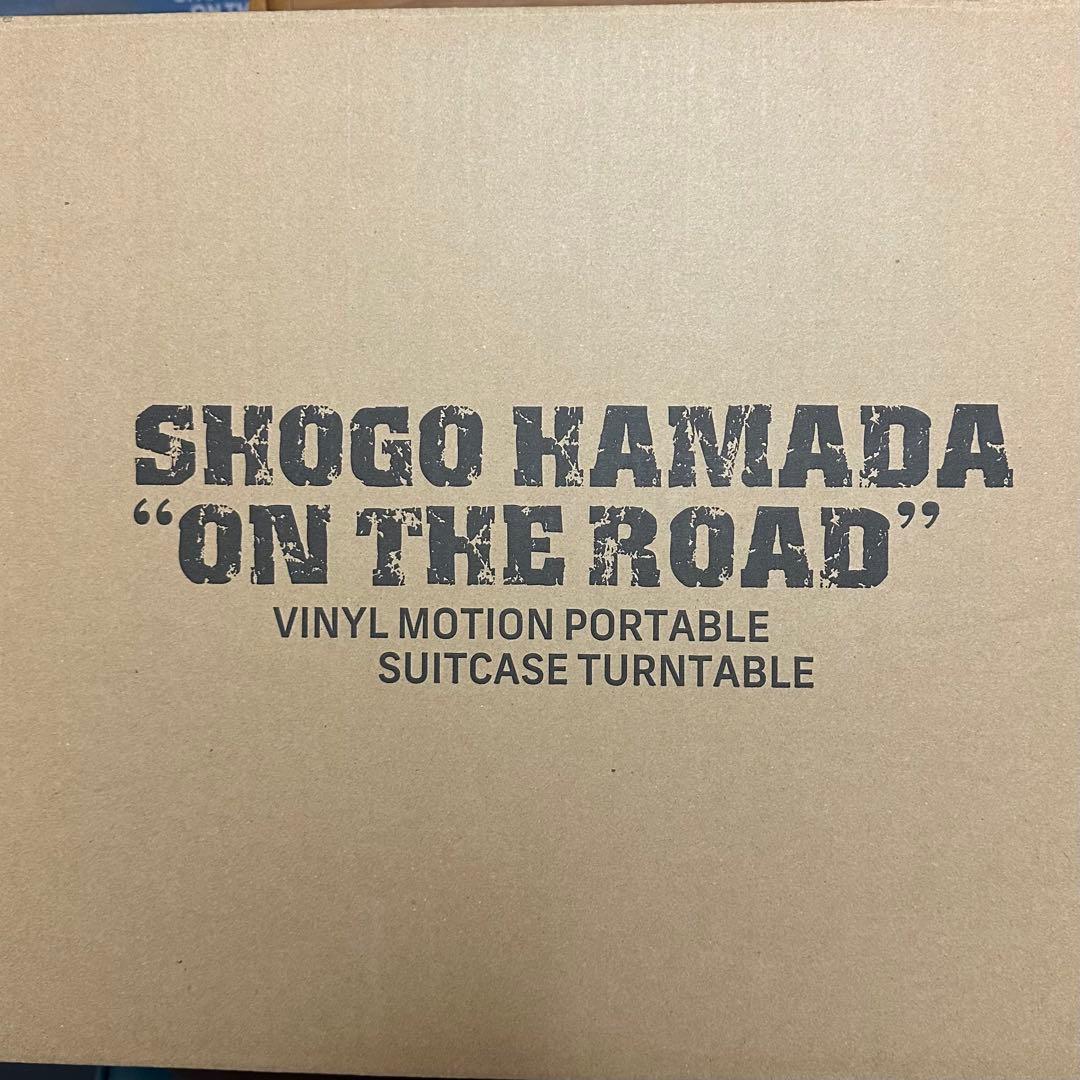 SHOGO HAMADA
“ON THE ROAD”
VINYL MOTION PORTABLE
SUITCASE TURNTABLE